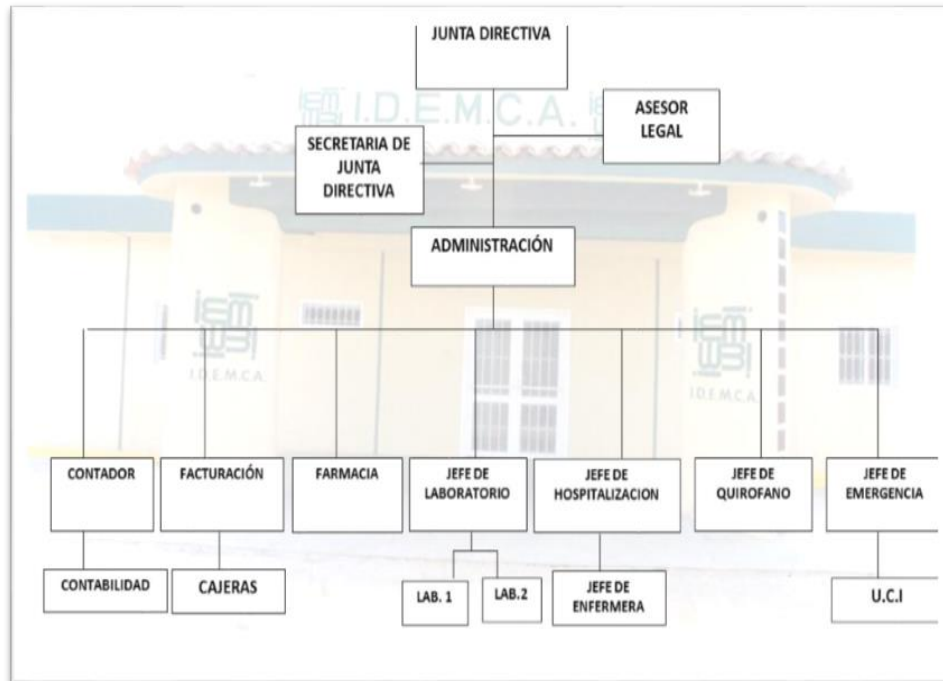 JUNTA DIRECTIVA
I.D.E.M.C.A.
ASESOR
LEGAL
SECRETARIA DE
JUNTA
DIRECTIVA
ADMINISTRACIÓN
I.D.E.M.C.A.
I.D.E.M.C.A.
CONTADOR
FACTURACIÓN
FARMACIA
JEFE DE
LABORATORIO
JEFE DE
HOSPITALIZACION
JEFE DE
QUIROFANO
JEFE DE
EMERGENCIA
CONTABILIDAD
CAJERAS
LAB. 1
LAB.2
JEFE DE
ENFERMERA
U.C.I